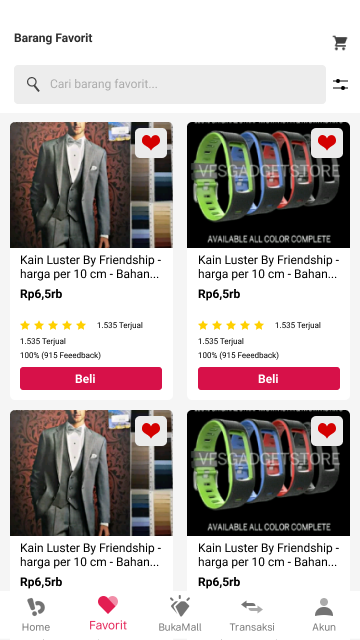 Barang Favorit
Cari barang favorit...
VFSGADGETSTORE
AVAILABLE ALL COLOR COMPLETE
Kain Luster By Friendship -
harga per 10 cm - Bahan...
Rp6,5rb
1.535 Terjual
1.535 Terjual
100% (915 Feeedback)
Beli
Kain Luster By Friendship -
harga per 10 cm - Bahan...
Rp6,5rb
1.535 Terjual
1.535 Terjual
100% (915 Feeedback)
Beli
VFSGADGETSTORE
AVAILABLE ALL COLOR COMPLETE
Kain Luster By Friendship -
harga per 10 cm - Bahan...
Rp6,5rb
Kain Luster By Friendship -
harga per 10 cm - Bahan...
Rp6,5rb
Home
Favorit
BukaMall
Transaksi
Akun